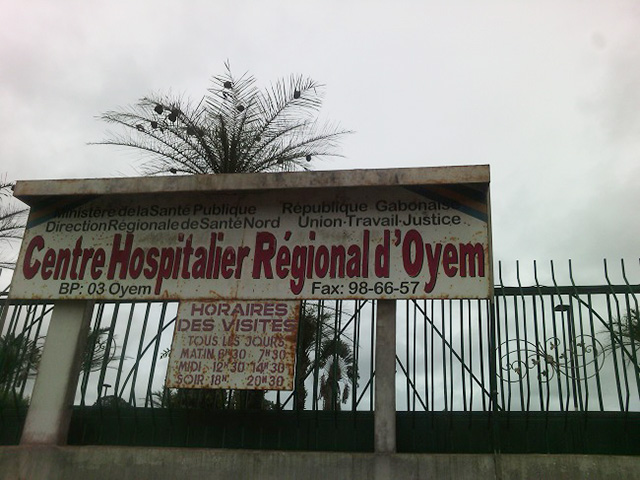 Ministère de la Santé Publique République Gabonaise
Direction Régionale de Santé Nord Union-Travail-Justice
Centre Hospitalier Régional d'Oyem
BP: 03 Oyem Fax: 98-66-57
HORAIRES
DES VISITES
TOUS LES JOURS
MATIN 6H30 7H30
MIDI 12H30 14H30
SOIR 18H 20H30